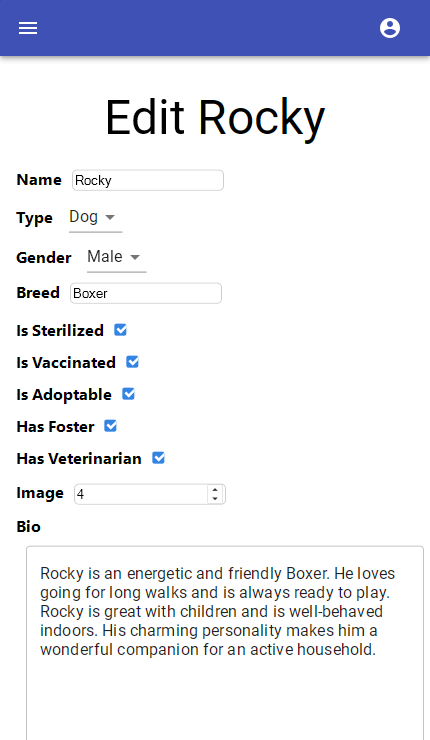 Edit Rocky
Name Rocky
Type Dog
Gender Male
Breed Boxer
Is Sterilized
Is Vaccinated
Is Adoptable
Has Foster
Has Veterinarian
Image 4
Bio
Rocky is an energetic and friendly Boxer. He loves
going for long walks and is always ready to play.
Rocky is great with children and is well-behaved
indoors. His charming personality makes him a
wonderful companion for an active household.